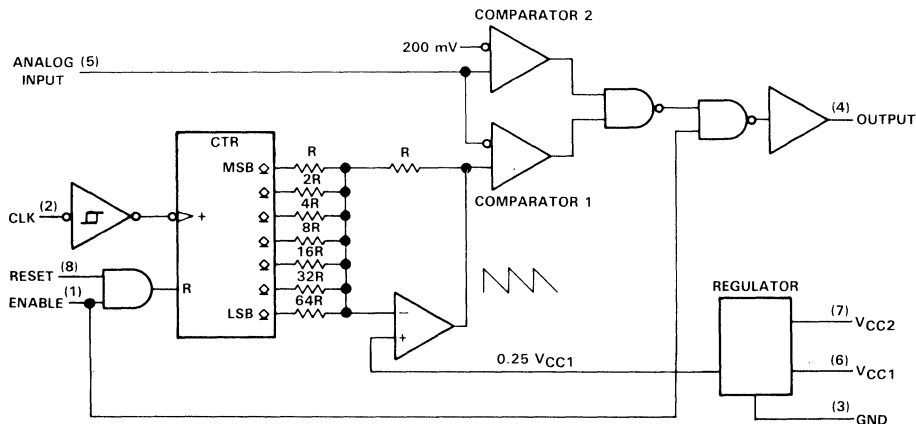 COMPARATOR 2
200 mV
ANALOG (5)
INPUT
(4)
OUTPUT
CTR
MSB
R
R
2R
4R
COMPARATOR 1
(2)
CLK
+
8R
16R
RESET (8)
32R
ENABLE (1)
R
64R
LSB
REGULATOR
−
+
(7)
VCC2
0.25 VCC1
(6)
VCC1
(3)
GND